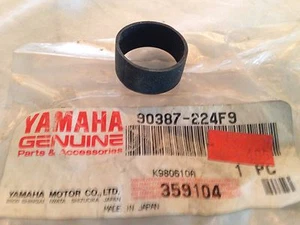 YAMAHA
GENUINE
Parts & Accessories
90387-224F9
K980610A
1 PC
YAMAHA MOTOR CO., LTD.
359104
MADE IN JAPAN